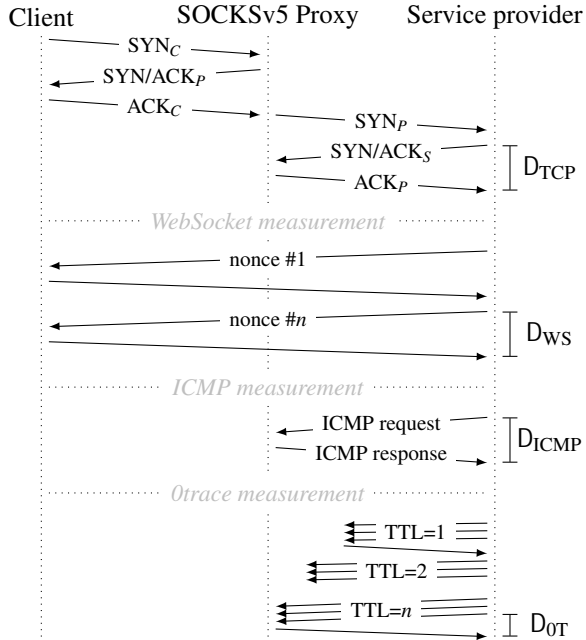 Client SOCKSv5 Proxy Service provider
SYN_C
SYN/ACK_P
ACK_C SYN_P
SYN/ACK_S D_TCP
ACK_P
WebSocket measurement
nonce #1
nonce #n D_WS
ICMP measurement
ICMP request D_ICMP
ICMP response
0trace measurement
TTL=1
TTL=2
TTL=n D_0T